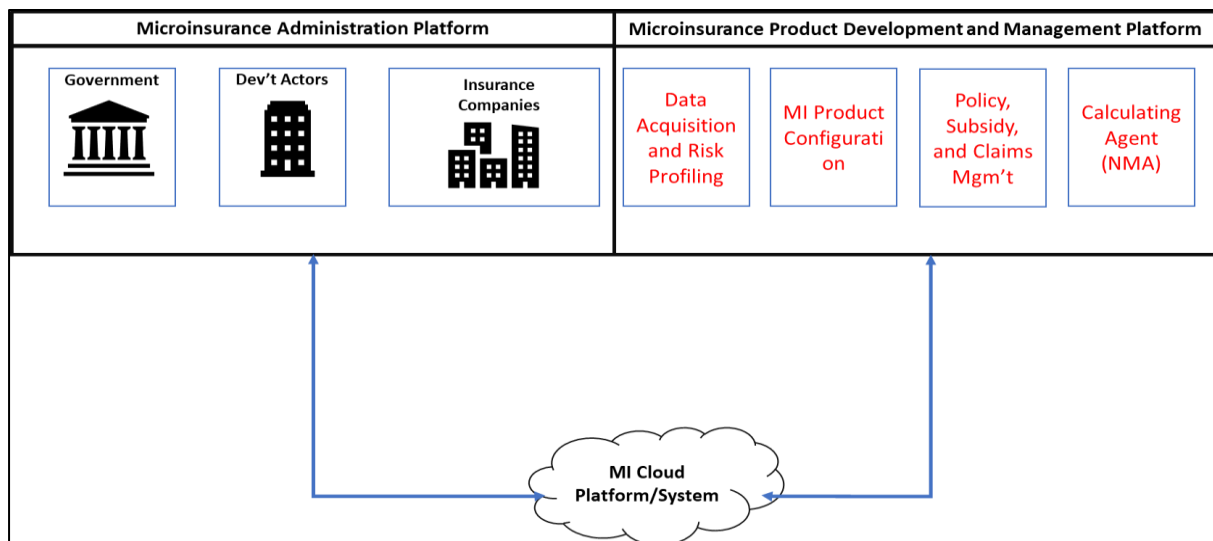 Microinsurance Administration Platform
Microinsurance Product Development and Management Platform
Government
Dev't Actors
Insurance
Companies
Data
Acquisition
and Risk
Profiling
MI Product
Configurati
on
Policy,
Subsidy,
and Claims
Mgm't
Calculating
Agent
(NMA)
MI Cloud
Platform/System